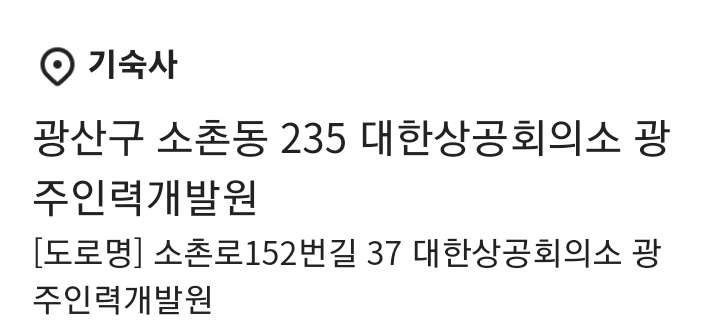 기숙사
광산구 소촌동 235 대한상공회의소 광
주인력개발원
[도로명] 소촌로152번길 37 대한상공회의소 광
주인력개발원